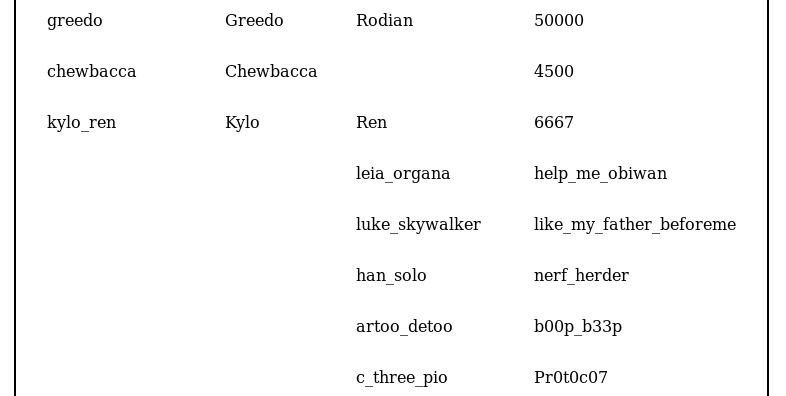 greedo Greedo Rodian 50000
chewbacca Chewbacca 4500
kylo_ren Kylo Ren 6667
leia_organa help_me_obiwan
luke_skywalker like_my_father_beforeme
han_solo nerf_herder
artoo_detoo b00p_b33p
c_three_pio Pr0t0c07